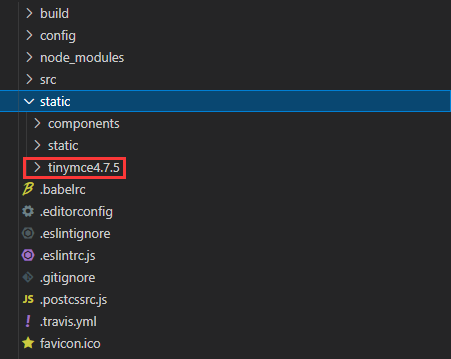 build
config
node_modules
src
static
components
static
tinymce4.7.5
.babelrc
.editorconfig
.eslintignore
.eslintrc.js
.gitignore
JS .postcssrc.js
.travis.yml
favicon.ico